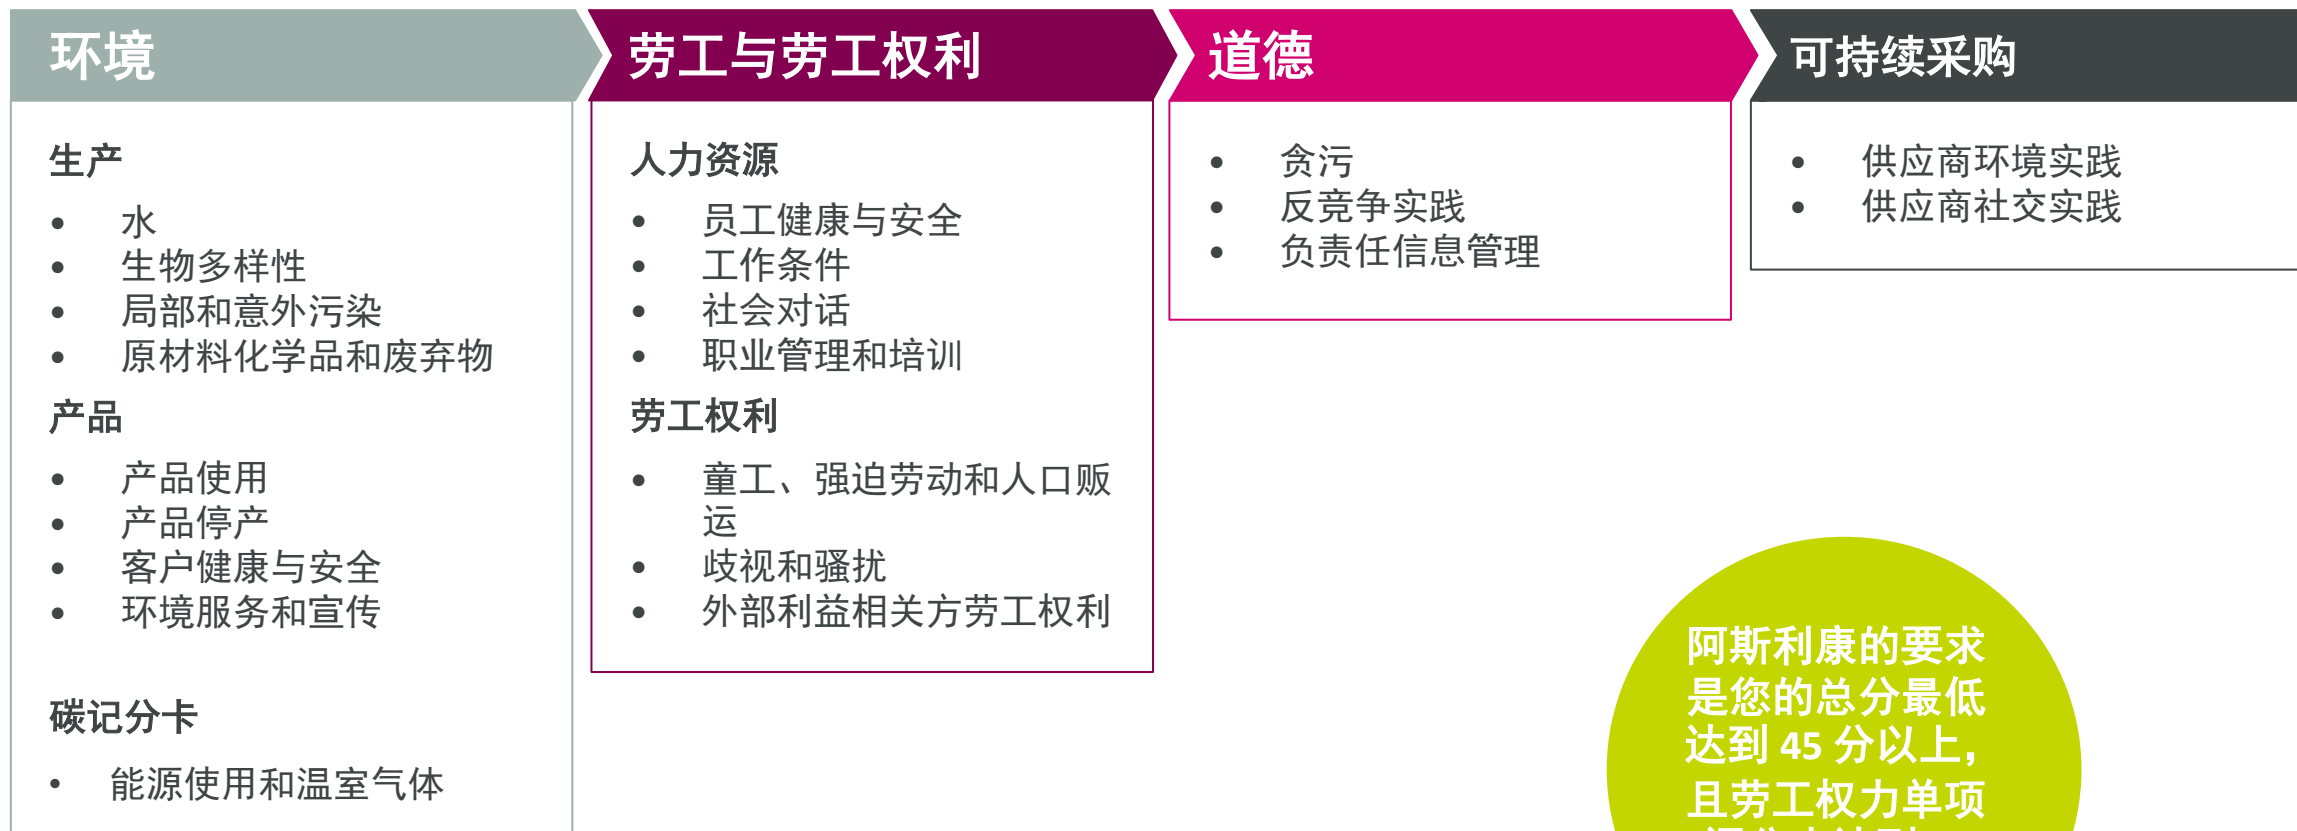 环境
生产
水
生物多样性
局部和意外污染
原材料化学品和废弃物
产品
产品使用
产品停产
客户健康与安全
环境服务和宣传
碳记分卡
能源使用和温室气体
劳工与劳工权利
人力资源
员工健康与安全
工作条件
社会对话
职业管理和培训
劳工权利
童工、强迫劳动和人口贩
运
歧视和骚扰
外部利益相关方劳工权利
道德
贪污
反竞争实践
负责任信息管理
可持续采购
供应商环境实践
供应商社交实践
阿斯利康的要求
是您的总分最低
达到 45 分以上，
且劳工权力单项